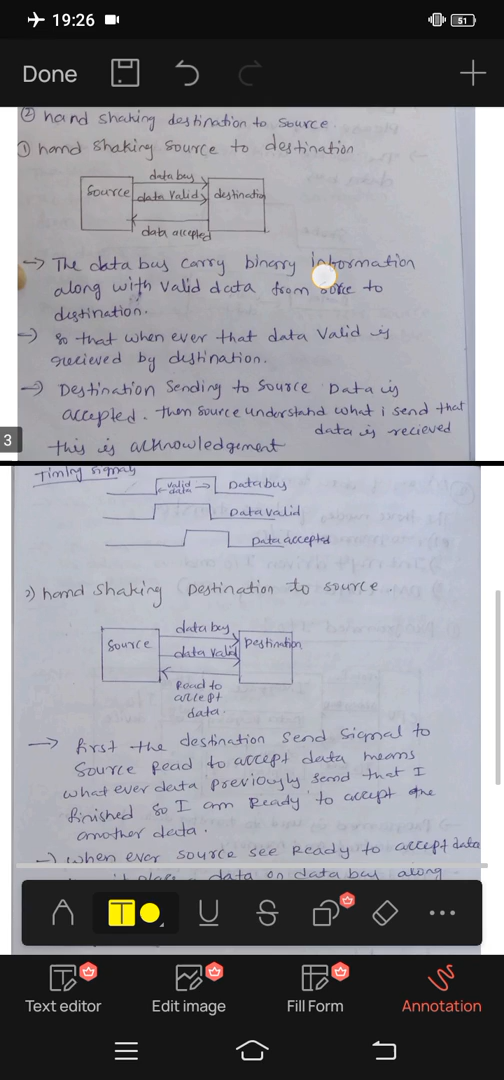 19:26
51
Done
② hand shaking destination to source.
① hand shaking source to destination
data bus
Source
data valid
destination
data accepted
→ The data bus carry binary information
along with valid data from to
destination.
→ so that when ever that data valid is
recieved by destination.
→ Destination Sending to source Data is
accepted. then source understand what i send that
data is recieved
3
this is acknowledgement
Timing signals
valid
data
Data bus
Data valid
Data accepted
2) hand shaking Destination to source.
data bus
Source
Destination
data valid
Read to
accept
data.
→ first the destination send signal to
source read to accept data means
what ever data previously send that I
finished so I am Ready to accept the
another data.
→ when ever source see Ready to accept data
data on data bus along
T
U
S
Text editor
Edit image
Fill Form
Annotation